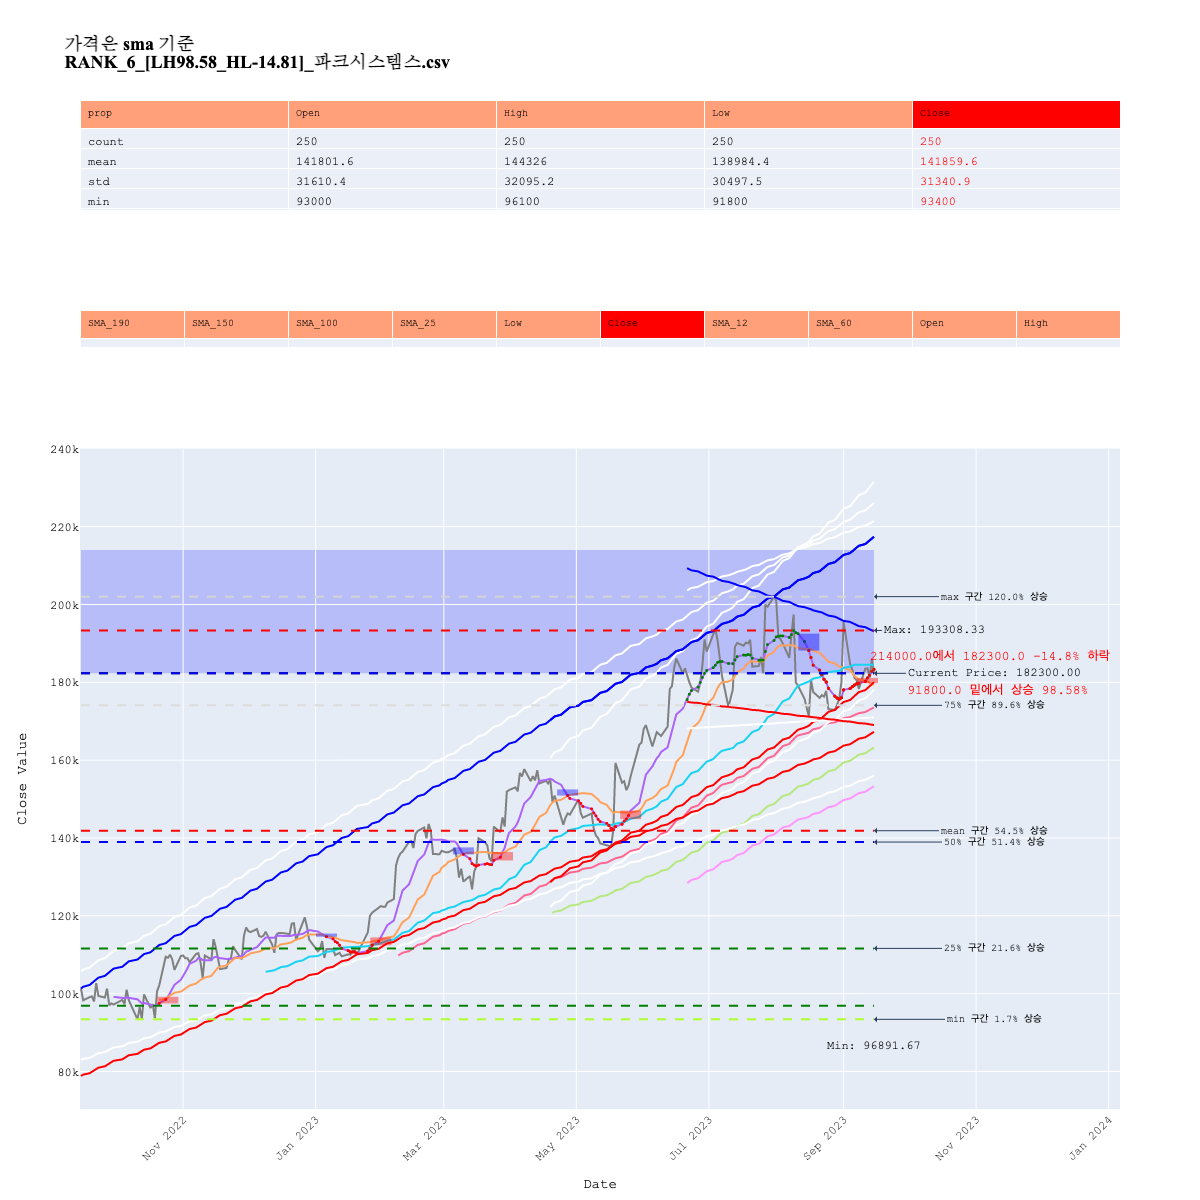 가격은 sma 기준
RANK_6_[LH98.58_HL-14.81]_파크시스템스.csv
prop Open High Low Close
count 250 250 250 250
mean 141801.6 144326 138984.4 141859.6
std 31610.4 32095.2 30497.5 31340.9
min 93000 96100 91800 93400
SMA_190 SMA_150 SMA_100 SMA_25 Low Close SMA_12 SMA_60 Open High
240k
220k
200k
180k
160k
140k
120k
100k
80k
Close Value
max 구간 120.0% 상승
Max: 193308.33
214000.0에서 182300.0 -14.8% 하락
Current Price: 182300.00
91800.0 밑에서 상승 98.58%
75% 구간 89.6% 상승
mean 구간 54.5% 상승
50% 구간 51.4% 상승
25% 구간 21.6% 상승
min 구간 1.7% 상승
Min: 96891.67
Nov 2022 Jan 2023 Mar 2023 May 2023 Jul 2023 Sep 2023 Nov 2023 Jan 2024
Date